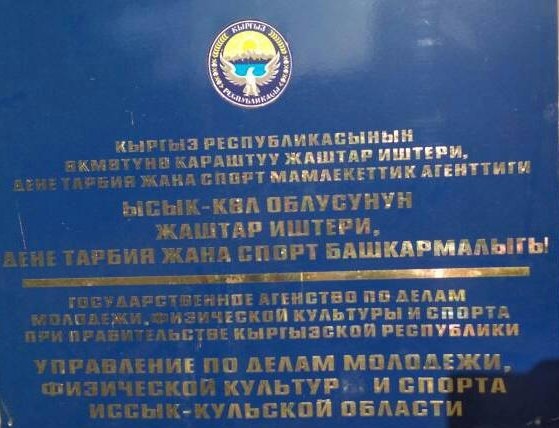 КЫРГЫЗ
РЕСПУБЛИКАСЫ
КЫРГЫЗ РЕСПУБЛИКАСЫНЫН
ӨКМӨТҮНӨ КАРАШТУУ ЖАШТАР ИШТЕРИ,
ДЕНЕ ТАРБИЯ ЖАНА СПОРТ МАМЛЕКЕТТИК АГЕНТТИГИ
ЫСЫК-КӨЛ ОБЛУСУНУН
ЖАШТАР ИШТЕРИ,
ДЕНЕ ТАРБИЯ ЖАНА СПОРТ БАШКАРМАЛЫГЫ
ГОСУДАРСТВЕННОЕ АГЕНСТВО ПО ДЕЛАМ
МОЛОДЕЖИ, ФИЗИЧЕСКОЙ КУЛЬТУРЫ И СПОРТА
ПРИ ПРАВИТЕЛЬСТВЕ КЫРГЫЗСКОЙ РЕСПУБЛИКИ
УПРАВЛЕНИЕ ПО ДЕЛАМ МОЛОДЕЖИ,
ФИЗИЧЕСКОЙ КУЛЬТУР И СПОРТА
ИССЫК-КУЛЬСКОЙ ОБЛАСТИ